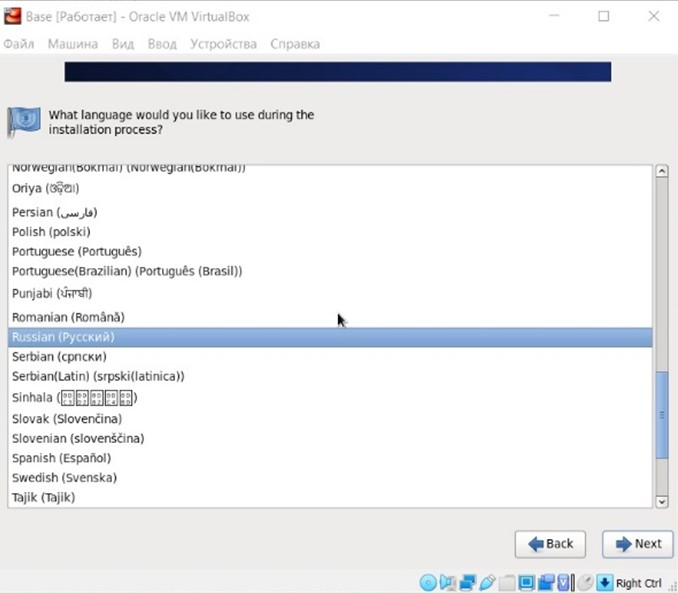 Base [Работает] - Oracle VM VirtualBox
Файл Машина Вид Ввод Устройства Справка
What language would you like to use during the
installation process?
Norwegian(Bokmål) (Norwegian(Bokmål))
Oriya (ଓଡ଼ିଆ)
Persian (فارسی)
Polish (polski)
Portuguese (Português)
Portuguese(Brazilian) (Português (Brasil))
Punjabi (ਪੰਜਾਬੀ)
Romanian (Română)
Russian (Русский)
Serbian (српски)
Serbian(Latin) (srpski(latinica))
Sinhala ()
Slovak (Slovenčina)
Slovenian (slovenščina)
Spanish (Español)
Swedish (Svenska)
Tajik (Tajik)
Back Next
Right Ctrl